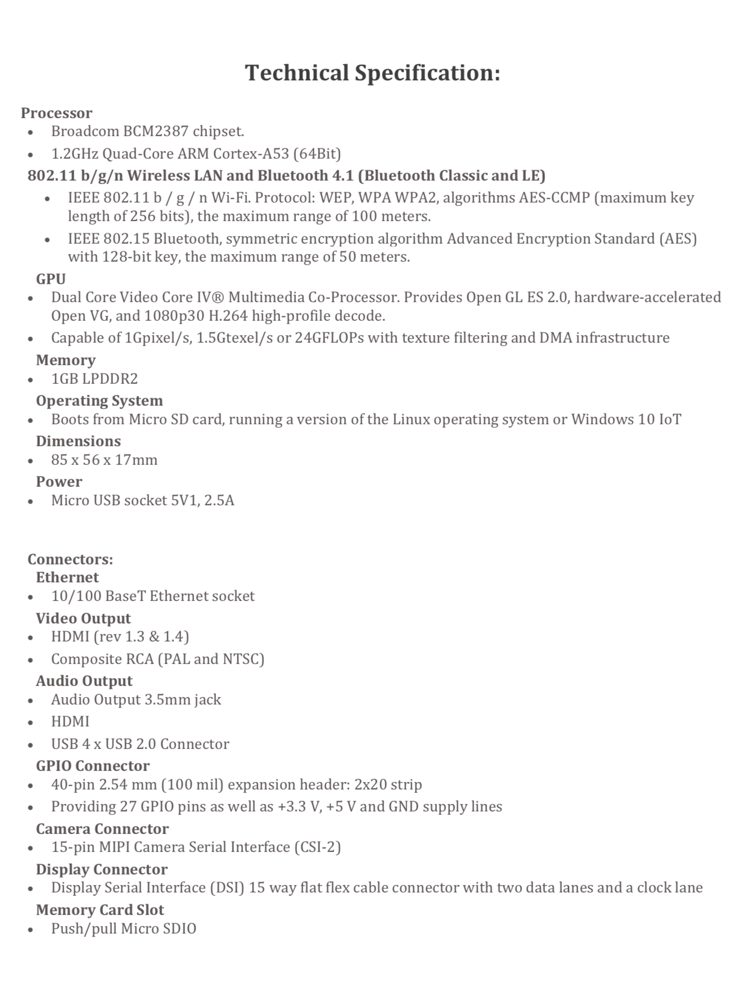 Technical Specification:
Processor
• Broadcom BCM2387 chipset.
• 1.2GHz Quad-Core ARM Cortex-A53 (64Bit)
802.11 b/g/n Wireless LAN and Bluetooth 4.1 (Bluetooth Classic and LE)
• IEEE 802.11 b / g / n Wi-Fi. Protocol: WEP, WPA WPA2, algorithms AES-CCMP (maximum key
length of 256 bits), the maximum range of 100 meters.
• IEEE 802.15 Bluetooth, symmetric encryption algorithm Advanced Encryption Standard (AES)
with 128-bit key, the maximum range of 50 meters.
GPU
• Dual Core Video Core IV® Multimedia Co-Processor. Provides Open GL ES 2.0, hardware-accelerated
Open VG, and 1080p30 H.264 high-profile decode.
• Capable of 1Gpixel/s, 1.5Gtexel/s or 24GFLOPs with texture filtering and DMA infrastructure
Memory
• 1GB LPDDR2
Operating System
• Boots from Micro SD card, running a version of the Linux operating system or Windows 10 IoT
Dimensions
• 85 x 56 x 17mm
Power
• Micro USB socket 5V1, 2.5A
Connectors:
Ethernet
• 10/100 BaseT Ethernet socket
Video Output
• HDMI (rev 1.3 & 1.4)
• Composite RCA (PAL and NTSC)
Audio Output
• Audio Output 3.5mm jack
• HDMI
• USB 4 x USB 2.0 Connector
GPIO Connector
• 40-pin 2.54 mm (100 mil) expansion header: 2x20 strip
• Providing 27 GPIO pins as well as +3.3 V, +5 V and GND supply lines
Camera Connector
• 15-pin MIPI Camera Serial Interface (CSI-2)
Display Connector
• Display Serial Interface (DSI) 15 way flat flex cable connector with two data lanes and a clock lane
Memory Card Slot
• Push/pull Micro SDIO